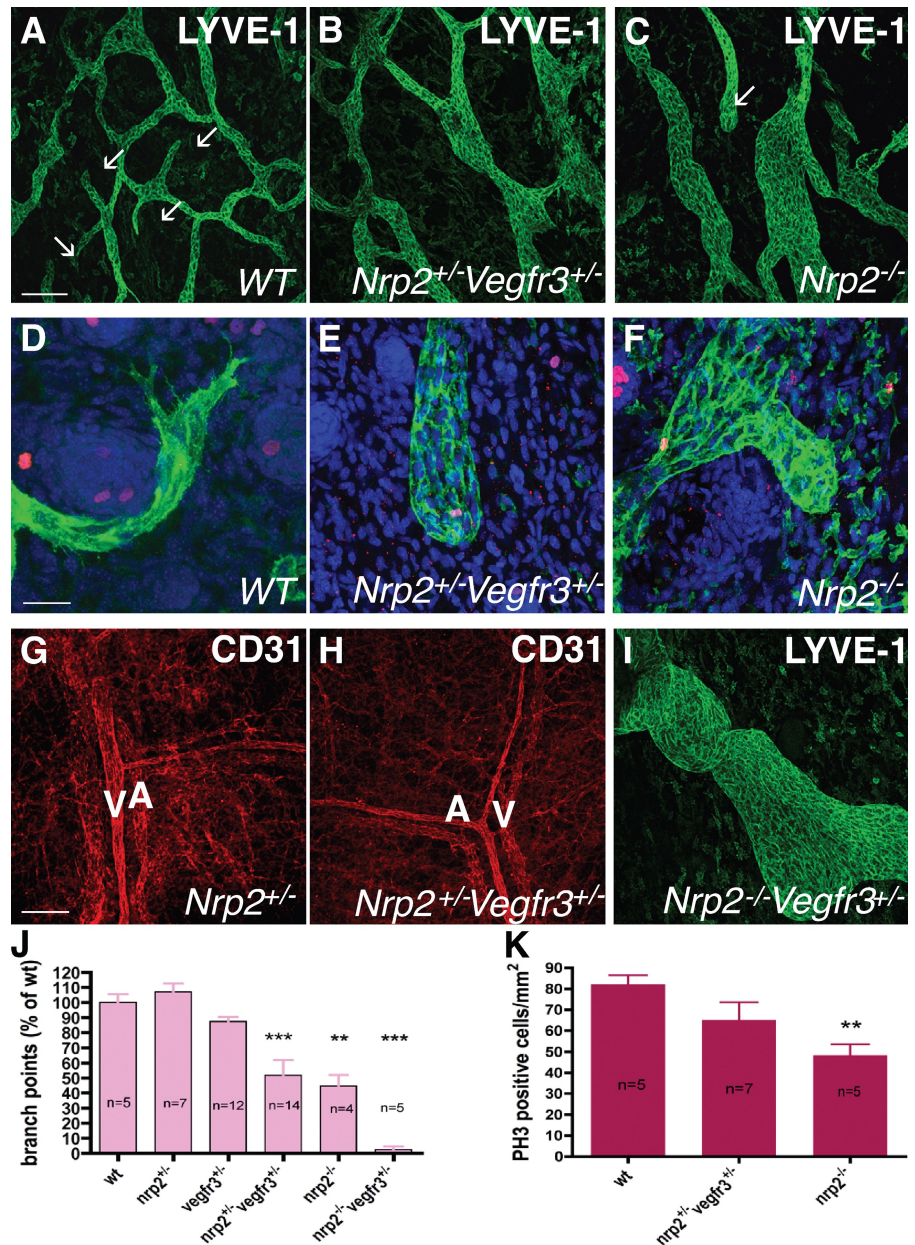 A LYVE-1
B LYVE-1
C LYVE-1
WT
Nrp2+/-Vegfr3+/-
Nrp2-/-
D
E
F
WT
Nrp2+/-Vegfr3+/-
Nrp2-/-
G CD31
H CD31
I LYVE-1
V A
A V
Nrp2+/-
Nrp2+/-Vegfr3+/-
Nrp2-/-Vegfr3+/-
J
branch points (% of wt)
120
110
100
90
80
70
60
50
40
30
20
10
0
*** ** ***
n=5 n=7 n=12 n=14 n=4 n=5
wt
nrp2+/-
vegfr3+/-
nrp2+/-vegfr3+/-
nrp2-/-
nrp2-/-vegfr3+/-
K
PH3 positive cells/mm2
90
80
70
60
50
40
30
20
10
0
**
n=5 n=7 n=5
wt
nrp2+/-vegfr3+/-
nrp2-/-